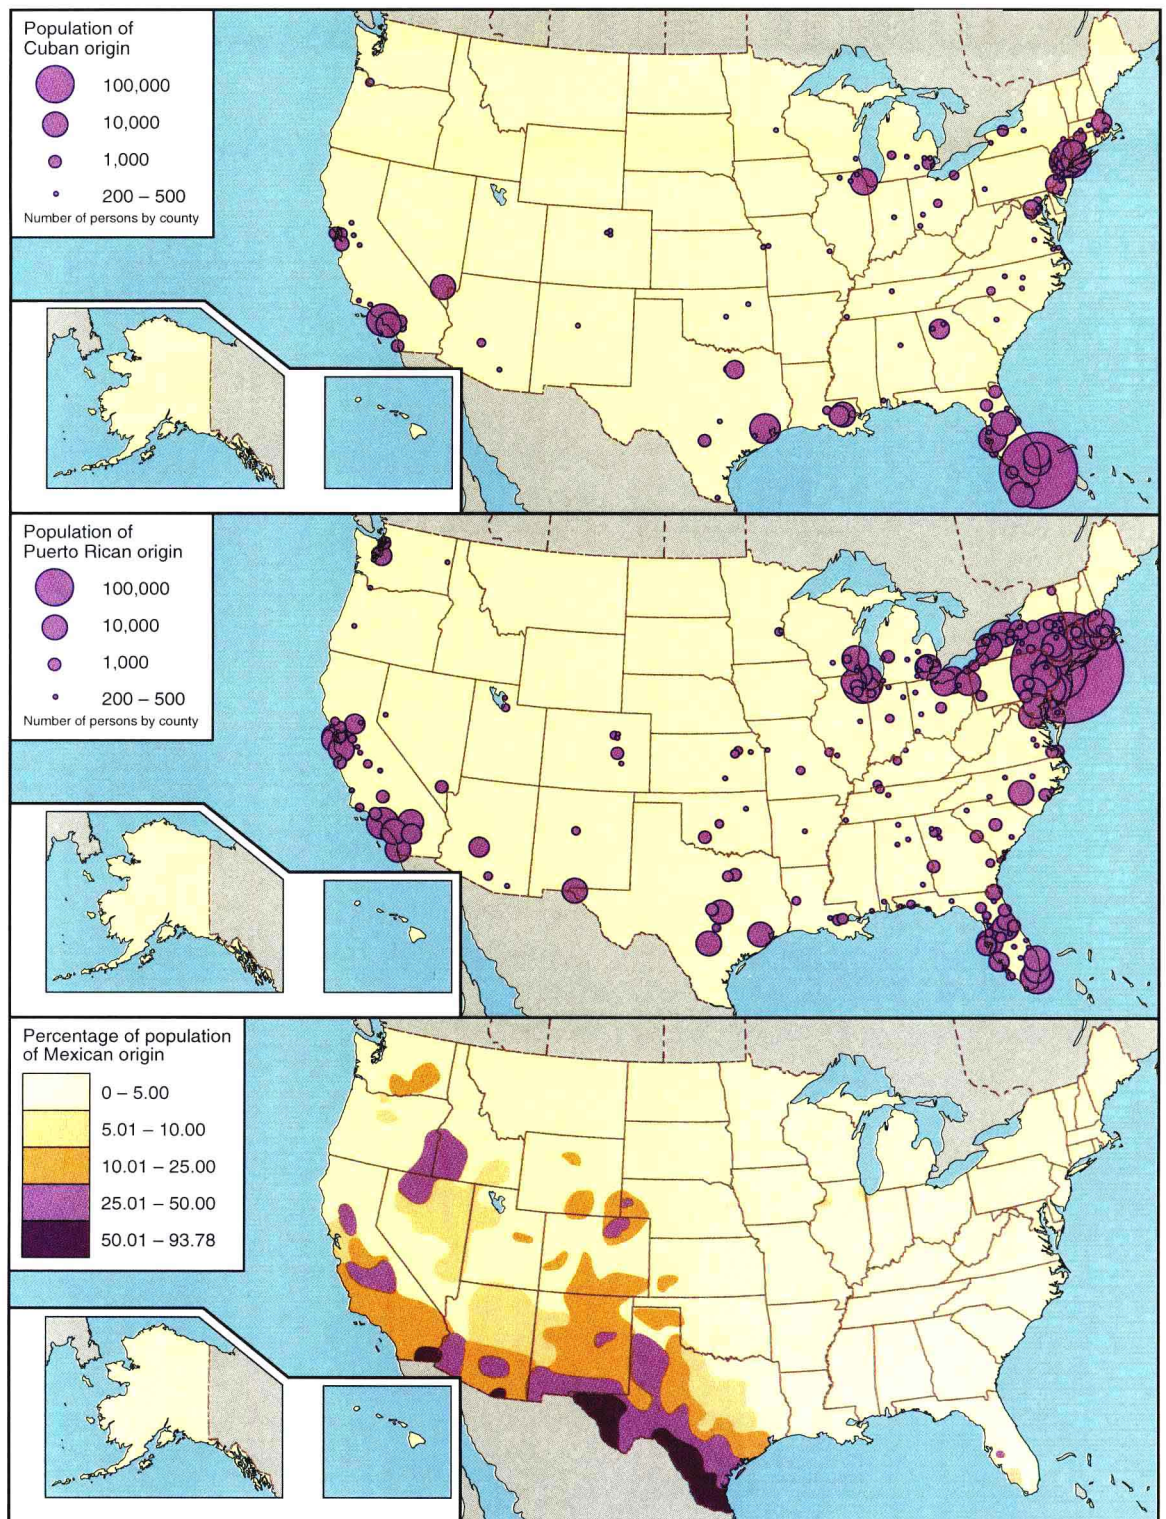 Population of
Cuban origin
100,000
10,000
1,000
200 – 500
Number of persons by county
Population of
Puerto Rican origin
100,000
10,000
1,000
200 – 500
Number of persons by county
Percentage of population
of Mexican origin
0 – 5.00
5.01 – 10.00
10.01 – 25.00
25.01 – 50.00
50.01 – 93.78